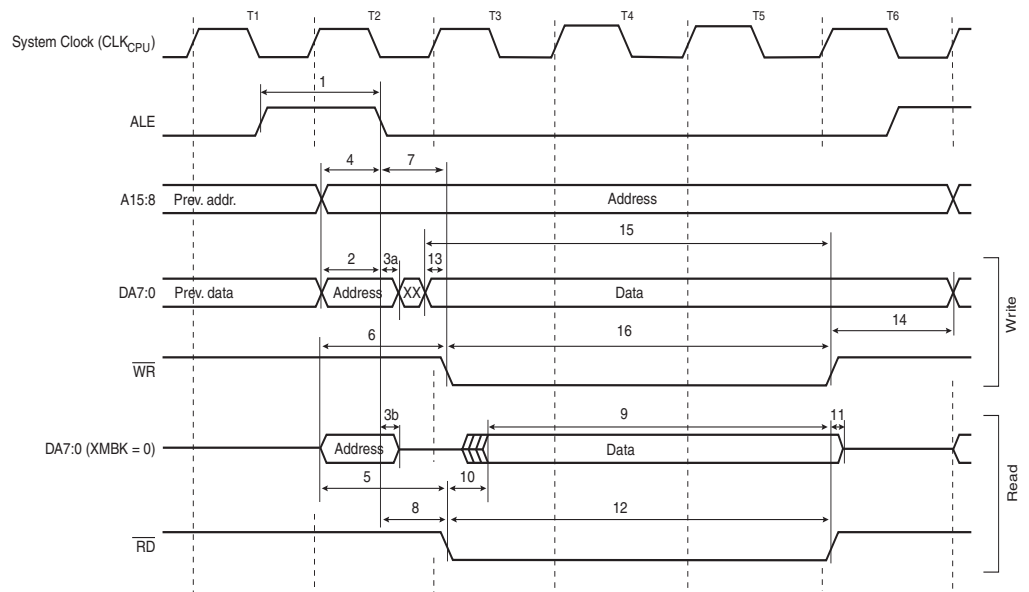 T1 T2 T3 T4 T5 T6
System Clock (CLKCPU)
1
ALE
4 7
A15:8 Prev. addr. Address
15
2 3a 13
DA7:0 Prev. data Address XX Data
14
6 16
WR
Write
3b 9 11
DA7:0 (XMBK = 0) Address Data
5 10
8 12
RD
Read